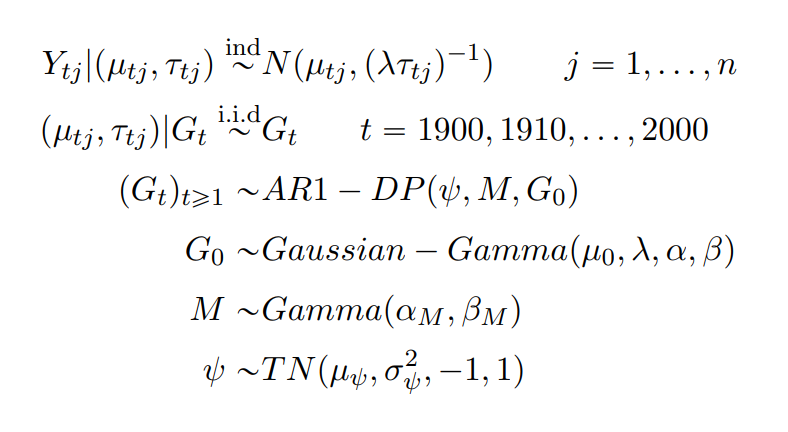 Y_{tj}|(μ_{tj}, τ_{tj}) \overset{ind}{∼} N(μ_{tj}, (λτ_{tj})^{-1}) j = 1, . . . , n
(μ_{tj}, τ_{tj})|G_t \overset{i.i.d}{∼} G_t t = 1900, 1910, . . . , 2000
(G_t)_{t⩾1} ∼ AR1 − DP(ψ, M, G_0)
G_0 ∼ Gaussian − Gamma(μ_0, λ, α, β)
M ∼ Gamma(α_M, β_M)
ψ ∼ TN(μ_ψ, σ_ψ^2, −1, 1)